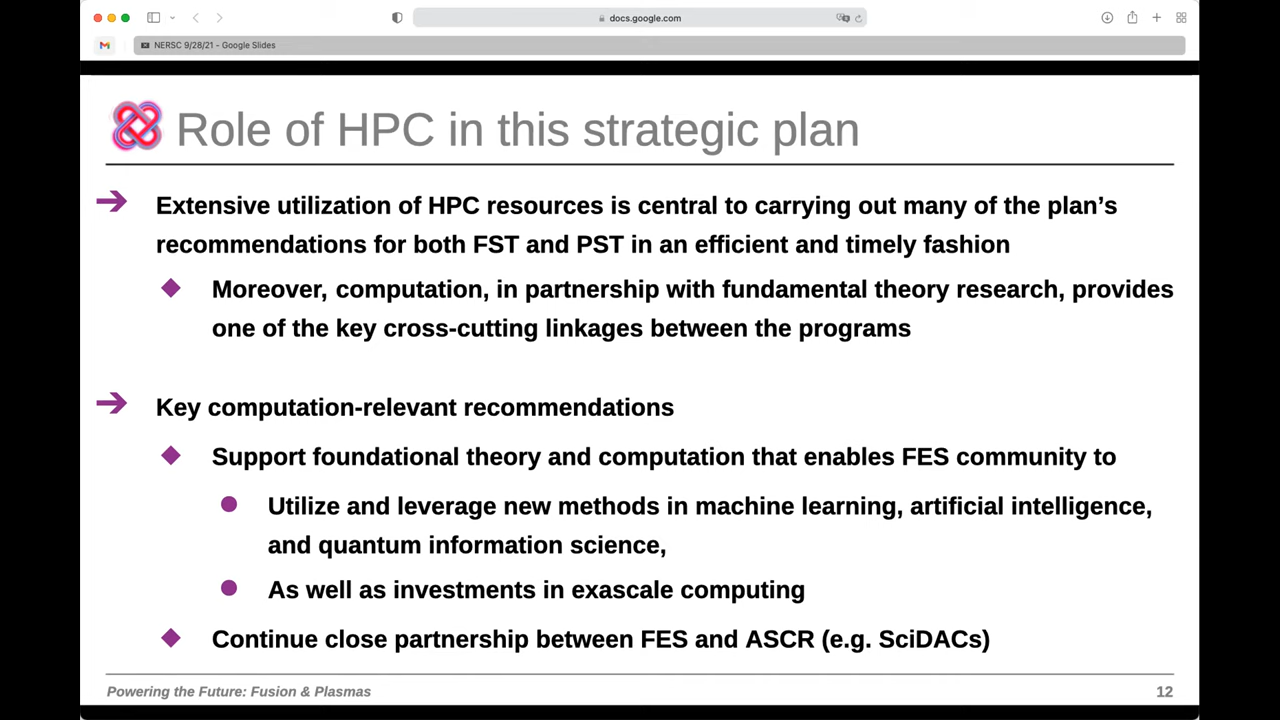 docs.google.com
NERSC 9/28/21 - Google Slides
Role of HPC in this strategic plan
Extensive utilization of HPC resources is central to carrying out many of the plan’s
recommendations for both FST and PST in an efficient and timely fashion
Moreover, computation, in partnership with fundamental theory research, provides
one of the key cross-cutting linkages between the programs
Key computation-relevant recommendations
Support foundational theory and computation that enables FES community to
Utilize and leverage new methods in machine learning, artificial intelligence,
and quantum information science,
As well as investments in exascale computing
Continue close partnership between FES and ASCR (e.g. SciDACs)
Powering the Future: Fusion & Plasmas
12